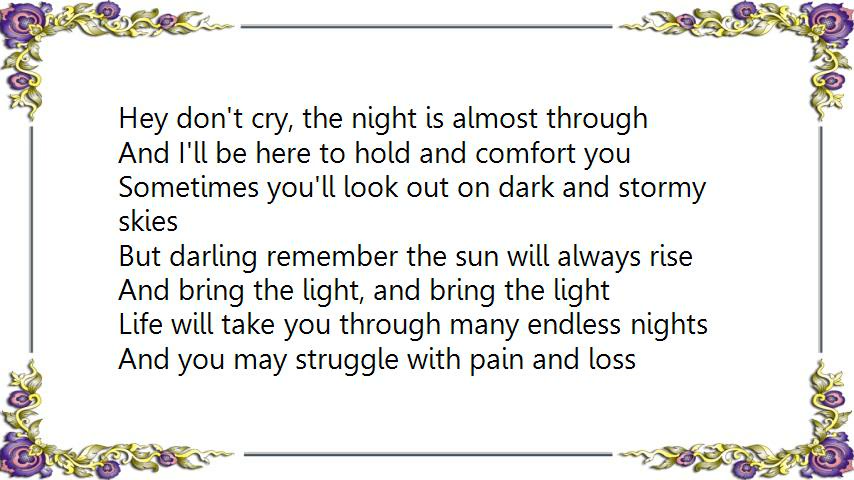 Hey don't cry, the night is almost through
And I'll be here to hold and comfort you
Sometimes you'll look out on dark and stormy
skies
But darling remember the sun will always rise
And bring the light, and bring the light
Life will take you through many endless nights
And you may struggle with pain and loss